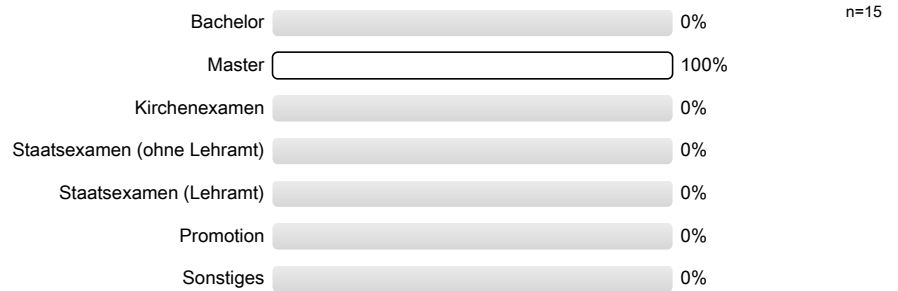 Bachelor 0% n=15
Master 100%
Kirchenexamen 0%
Staatsexamen (ohne Lehramt) 0%
Staatsexamen (Lehramt) 0%
Promotion 0%
Sonstiges 0%